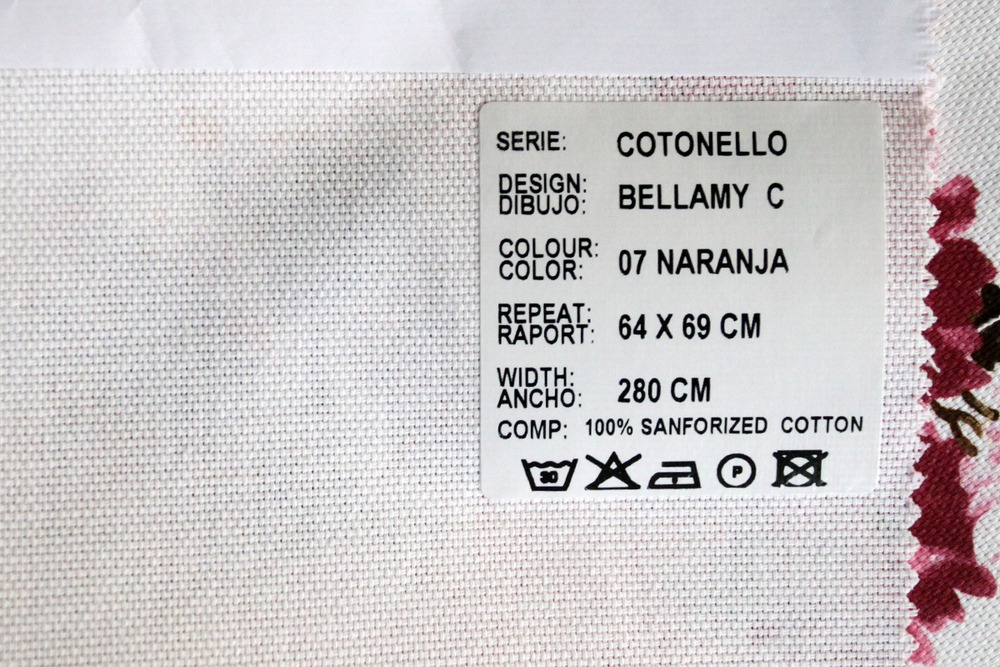 SERIE: COTONELLO
DESIGN:
DIBUJO: BELLAMY C
COLOUR:
COLOR: 07 NARANJA
REPEAT:
RAPORT: 64 X 69 CM
WIDTH:
ANCHO: 280 CM
COMP: 100% SANFORIZED COTTON
30 P